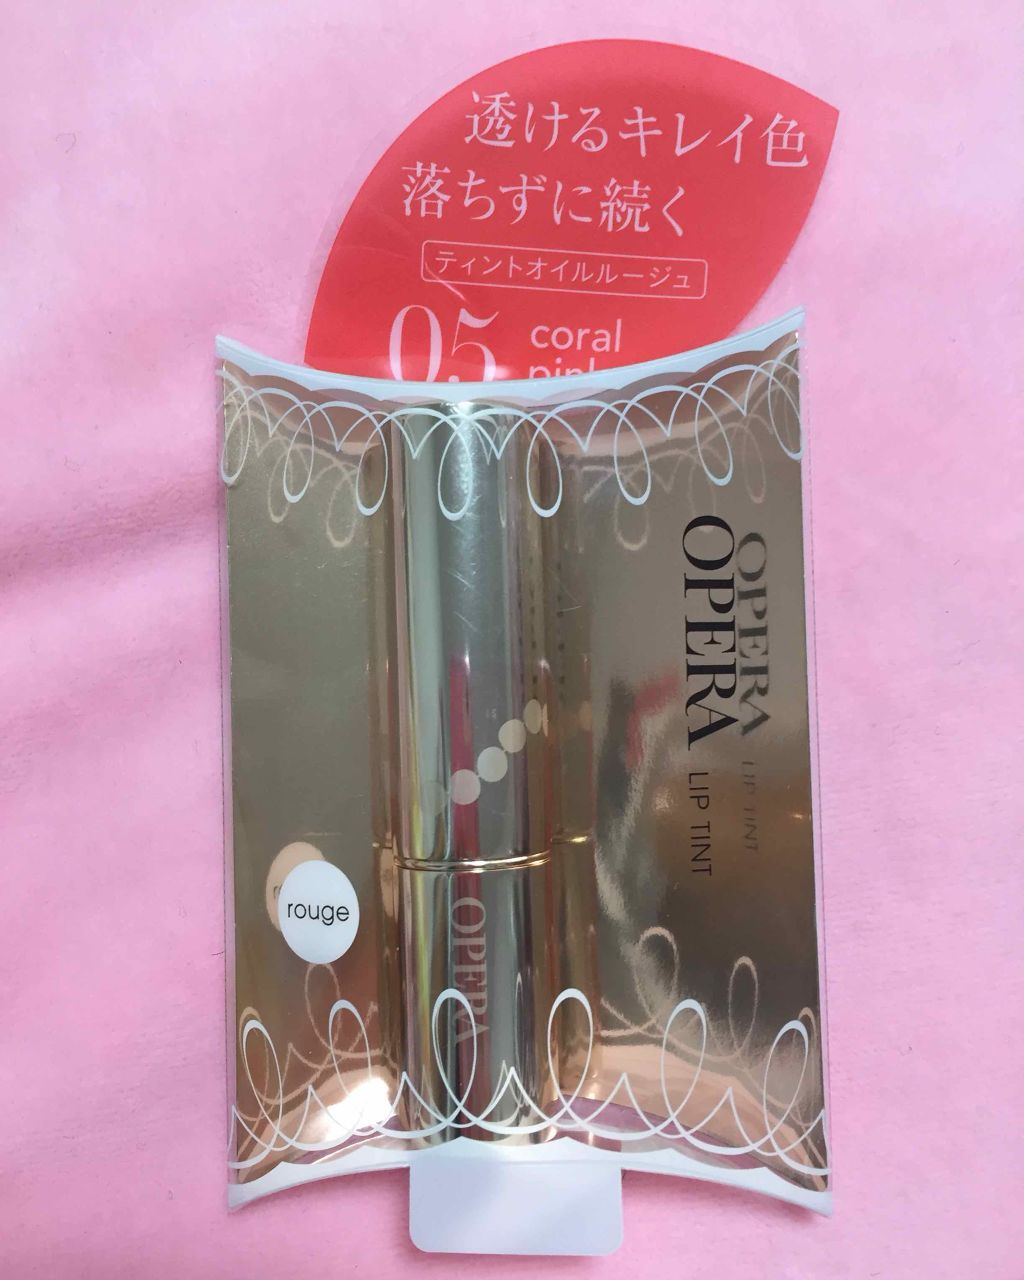 透けるキレイ色
落ちずに続く
ティントオイルルージュ
05 coral
pink
OPERA LIP TINT
OPERA LIP TINT
rouge
OPERA